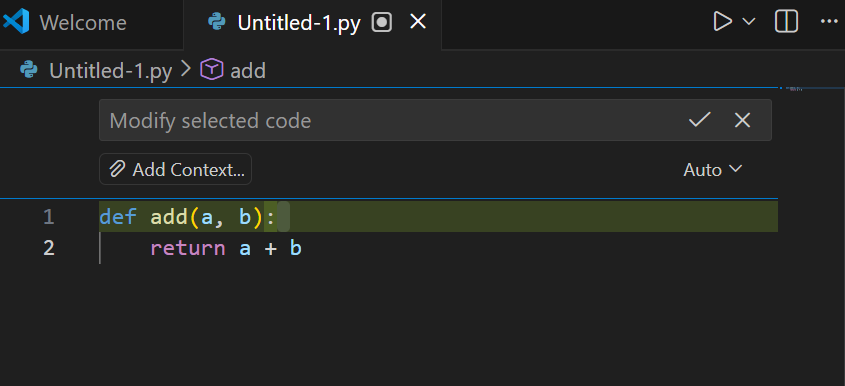 Welcome
Untitled-1.py
Untitled-1.py > add
Modify selected code
Add Context...
Auto
1 def add(a, b):
2     return a + b